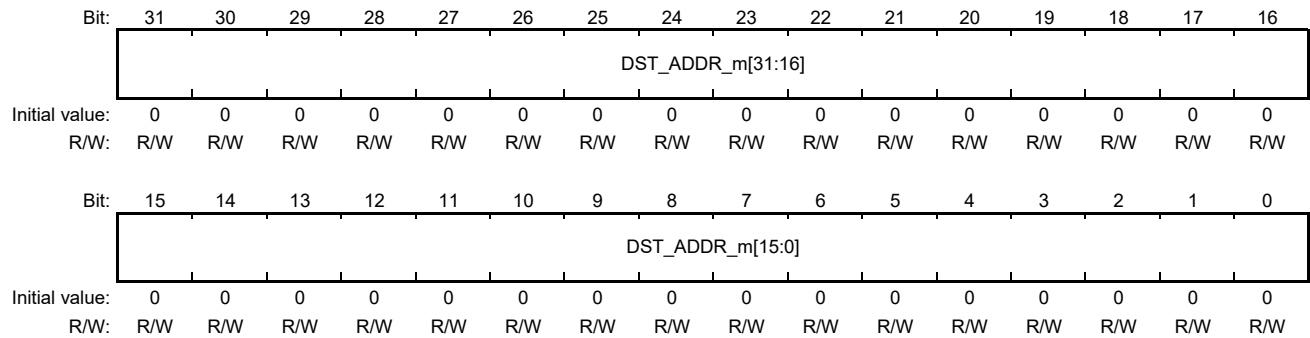 Bit: 31 30 29 28 27 26 25 24 23 22 21 20 19 18 17 16
DST_ADDR_m[31:16]
Initial value: 0 0 0 0 0 0 0 0 0 0 0 0 0 0 0 0
R/W: R/W R/W R/W R/W R/W R/W R/W R/W R/W R/W R/W R/W R/W R/W R/W R/W
Bit: 15 14 13 12 11 10 9 8 7 6 5 4 3 2 1 0
DST_ADDR_m[15:0]
Initial value: 0 0 0 0 0 0 0 0 0 0 0 0 0 0 0 0
R/W: R/W R/W R/W R/W R/W R/W R/W R/W R/W R/W R/W R/W R/W R/W R/W R/W